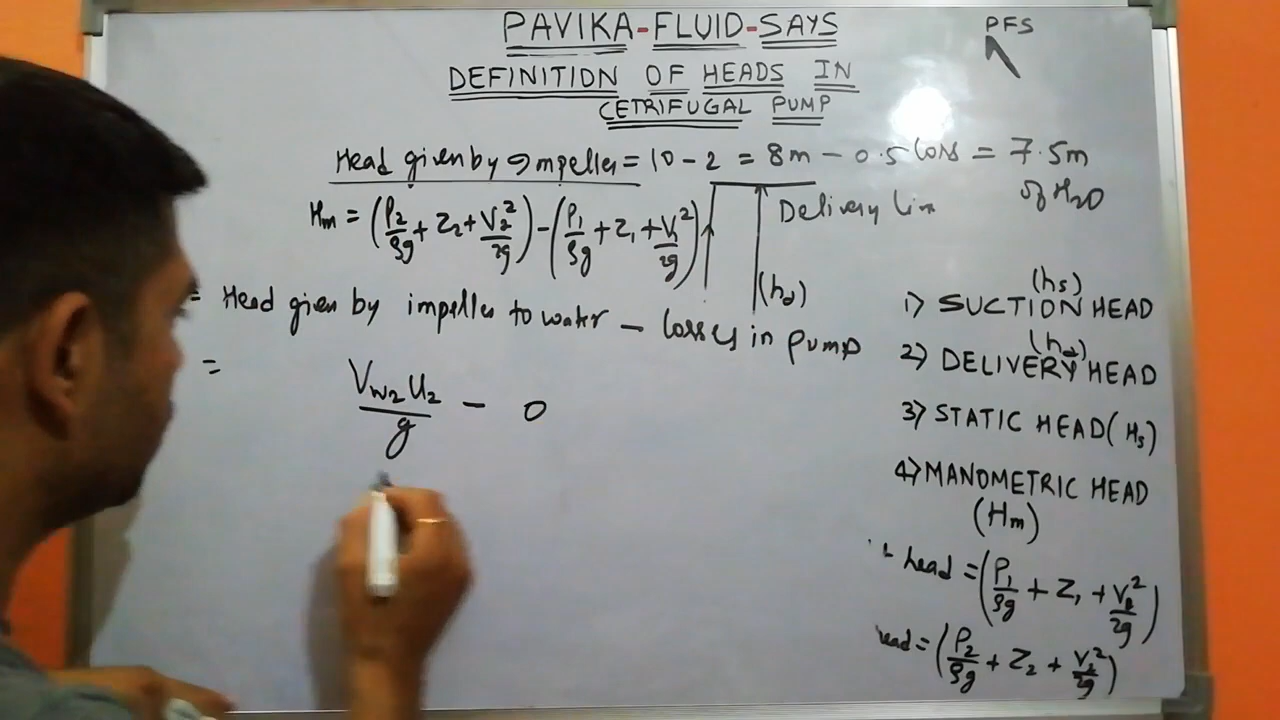 PAVIKA-FLUID-SAYS
PFS
DEFINITION OF HEADS IN
CETRIFUGAL PUMP
Head given by Impeller = 10 - 2 = 8m - 0.5 loss = 7.5m
of H2O
Hm = (P2/ρg + Z2 + V2²/2g) - (P1/ρg + Z1 + V1²/2g)
Delivery
(hd)
= Head given by impeller to water - losses in pump
= Vw2 U2/g - 0
(hs)
1) SUCTION HEAD
(hd)
2) DELIVERY HEAD
3) STATIC HEAD (Hs)
4) MANOMETRIC HEAD
(Hm)
head = (P1/ρg + Z1 + V1²/2g)
ead = (P2/ρg + Z2 + V2²/2g)